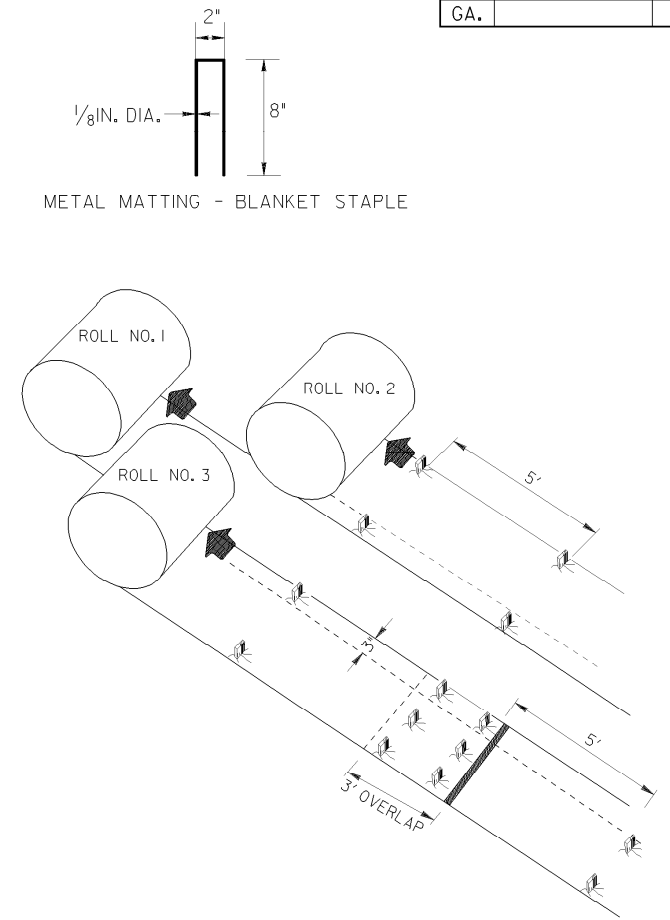 GA.
2"
1/8IN. DIA.
8"
METAL MATTING - BLANKET STAPLE
ROLL NO.1
ROLL NO.2
ROLL NO.3
5'
3"
5'
3' OVERLAP